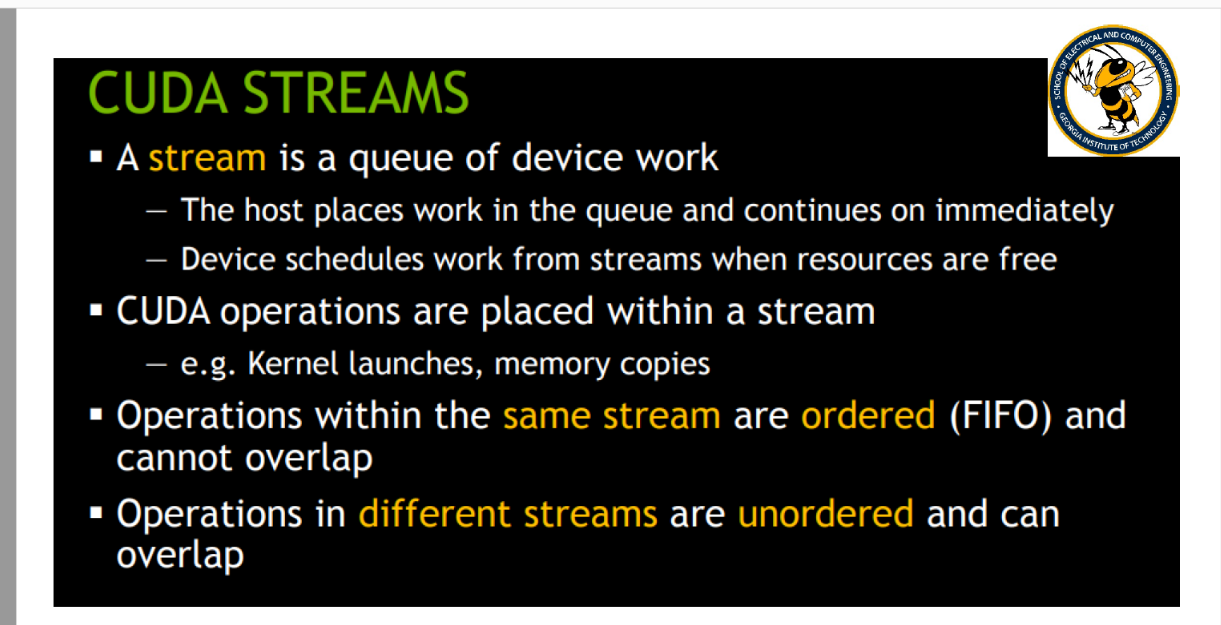 CUDA STREAMS
▪ A stream is a queue of device work
— The host places work in the queue and continues on immediately
— Device schedules work from streams when resources are free
▪ CUDA operations are placed within a stream
— e.g. Kernel launches, memory copies
▪ Operations within the same stream are ordered (FIFO) and
cannot overlap
▪ Operations in different streams are unordered and can
overlap
SCHOOL OF ELECTRICAL AND COMPUTER ENGINEERING
GEORGIA INSTITUTE OF TECHNOLOGY